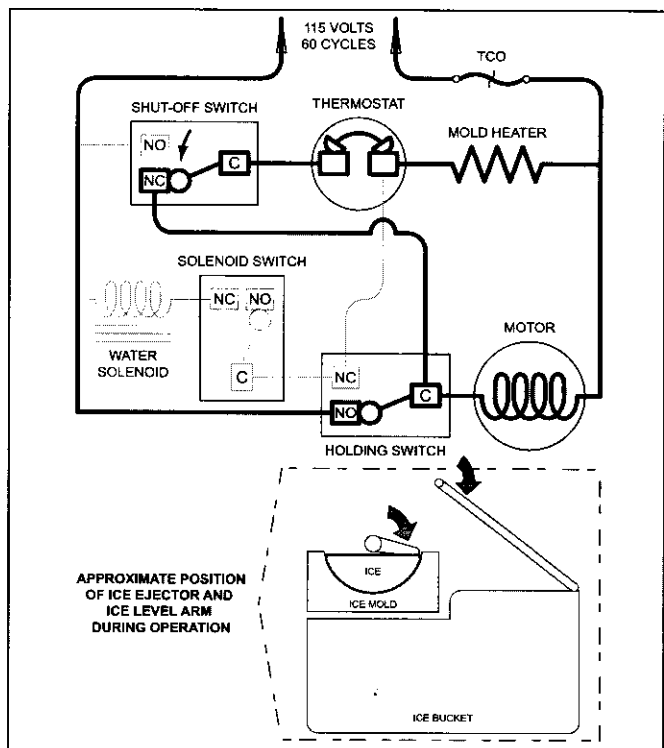 115 VOLTS
60 CYCLES
TCO
SHUT-OFF SWITCH
THERMOSTAT
MOLD HEATER
NO
C
NC
SOLENOID SWITCH
NC NO
MOTOR
WATER
SOLENOID
C
NC
C
NO
HOLDING SWITCH
ICE
ICE MOLD
APPROXIMATE POSITION
OF ICE EJECTOR AND
ICE LEVEL ARM
DURING OPERATION
ICE BUCKET